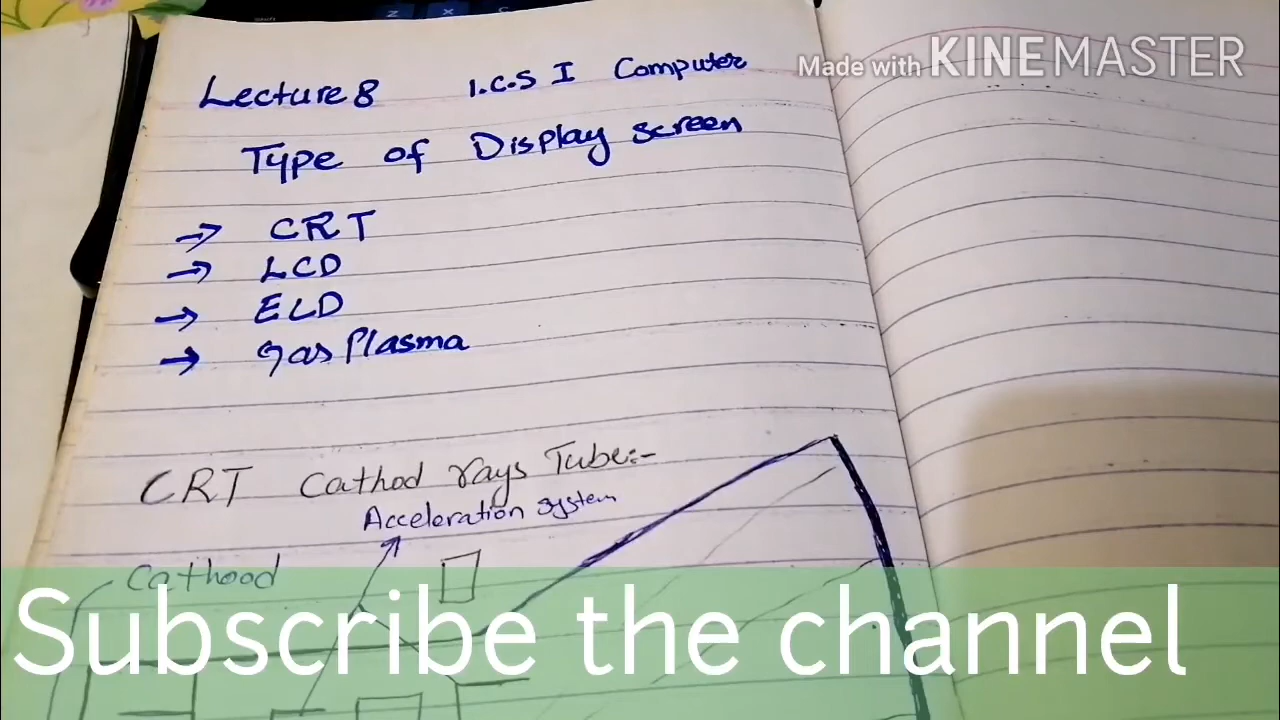 Z X C
Made with KINEMASTER
Lecture 8 I.C.S I Computer
Type of Display screen
→ CRT
→ LCD
→ ELD
→ gas Plasma
CRT Cathod rays Tube:-
Acceleration system
Cathood
Subscribe the channel